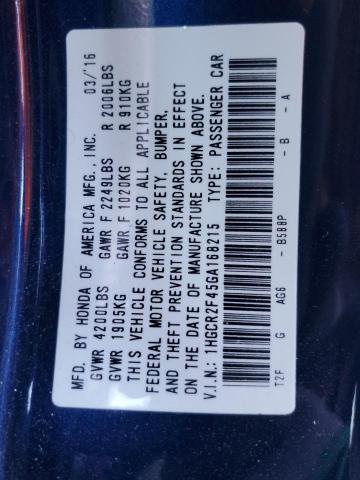 MFD. BY HONDA OF AMERICA MFG., INC. 03/16
GVWR 4200LBS GAWR F 2249LBS R 2006LBS
GVWR 1905KG GAWR F 1020KG R 910KG
THIS VEHICLE CONFORMS TO ALL APPLICABLE
FEDERAL MOTOR VEHICLE SAFETY, BUMPER,
AND THEFT PREVENTION STANDARDS IN EFFECT
ON THE DATE OF MANUFACTURE SHOWN ABOVE.
V.I.N.: 1HGCR2F45GA168215 TYPE: PASSENGER CAR
T2F G AG6 - B588P - B - A